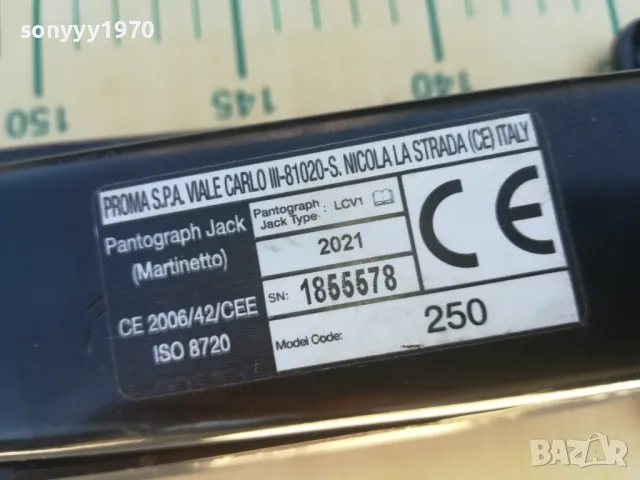 sonyyy1970
150
145
140
PROMA S.P.A. VIALE CARLO III-81020-S. NICOLA LA STRADA (CE) ITALY
Pantograph Jack
(Martinetto)
CE 2006/42/CEE
ISO 8720
Pantograph
Jack Type: LCV1
2021
SN: 1855578
Model Code: 250
CE
BAZAR
bg